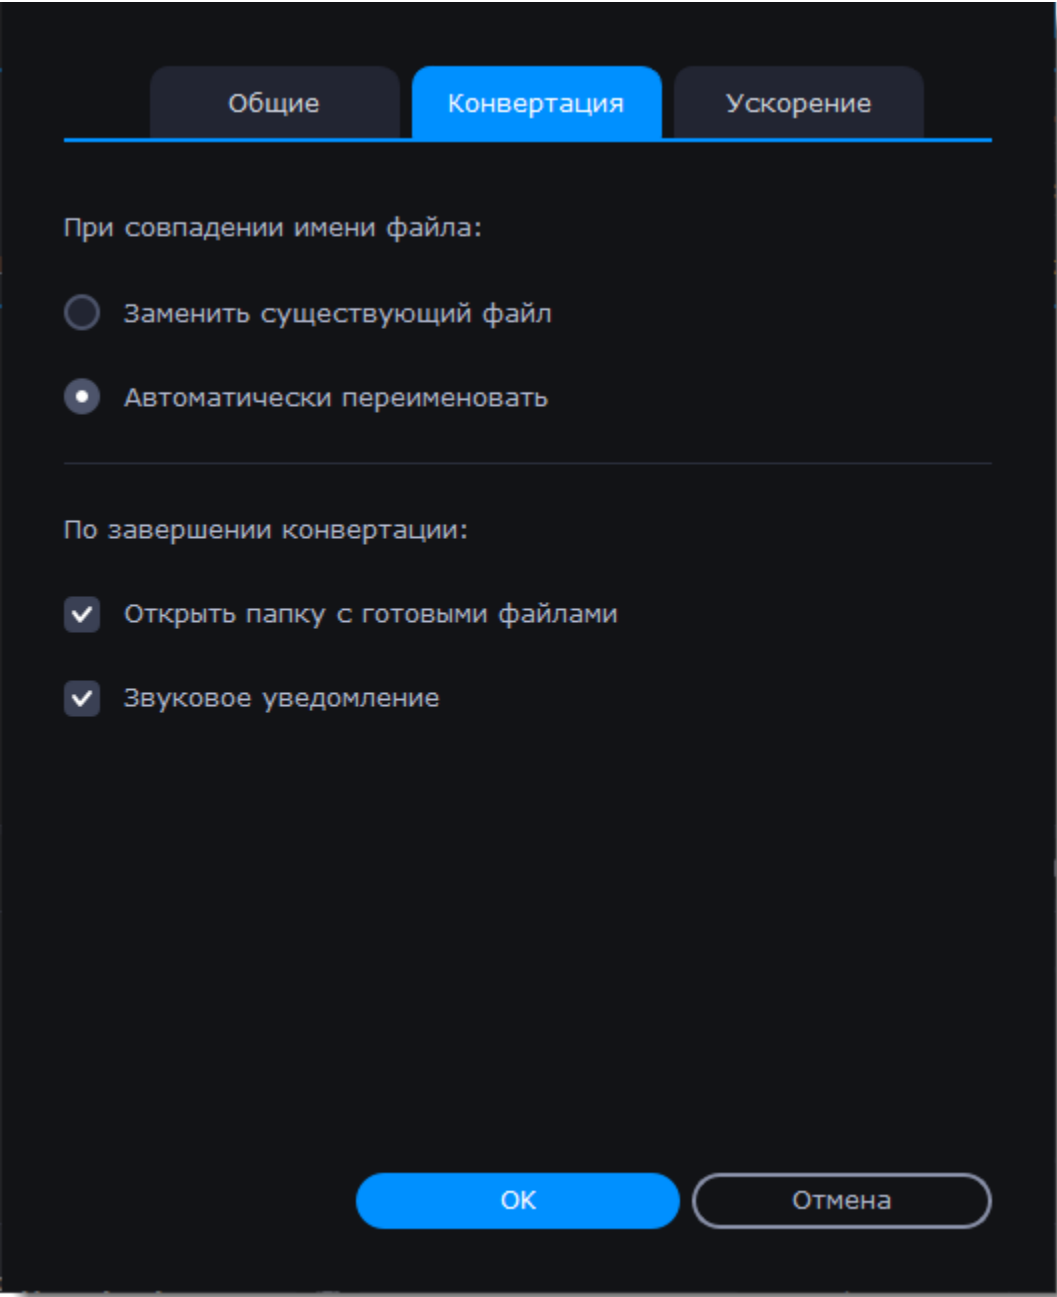 Общие Конвертация Ускорение
При совпадении имени файла:
Заменить существующий файл
Автоматически переименовать
По завершении конвертации:
Открыть папку с готовыми файлами
Звуковое уведомление
ОК Отмена